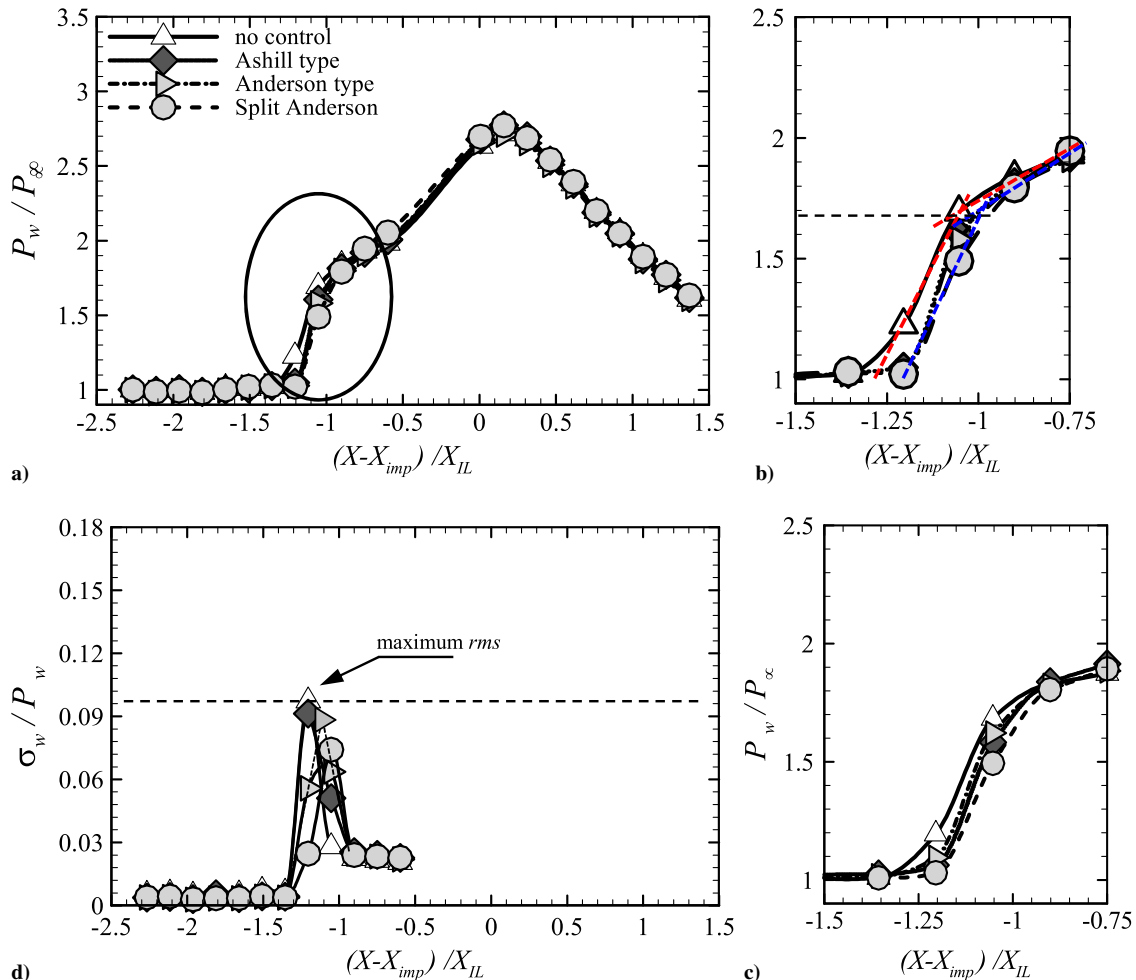 3.5
3
2.5
2
1.5
1
P_w / P_∞
no control
Ashill type
Anderson type
Split Anderson
-2.5 -2 -1.5 -1 -0.5 0 0.5 1 1.5
(X-X_imp) /X_IL
a)
2.5
2
1.5
1
-1.5 -1.25 -1 -0.75
(X-X_imp) /X_IL
b)
0.18
0.15
0.12
0.09
0.06
0.03
0
σ_w / P_w
maximum rms
-2.5 -2 -1.5 -1 -0.5 0 0.5 1 1.5
(X-X_imp) /X_IL
d)
2.5
2
1.5
1
P_w / P_∝
-1.5 -1.25 -1 -0.75
(X-X_imp) /X_IL
c)